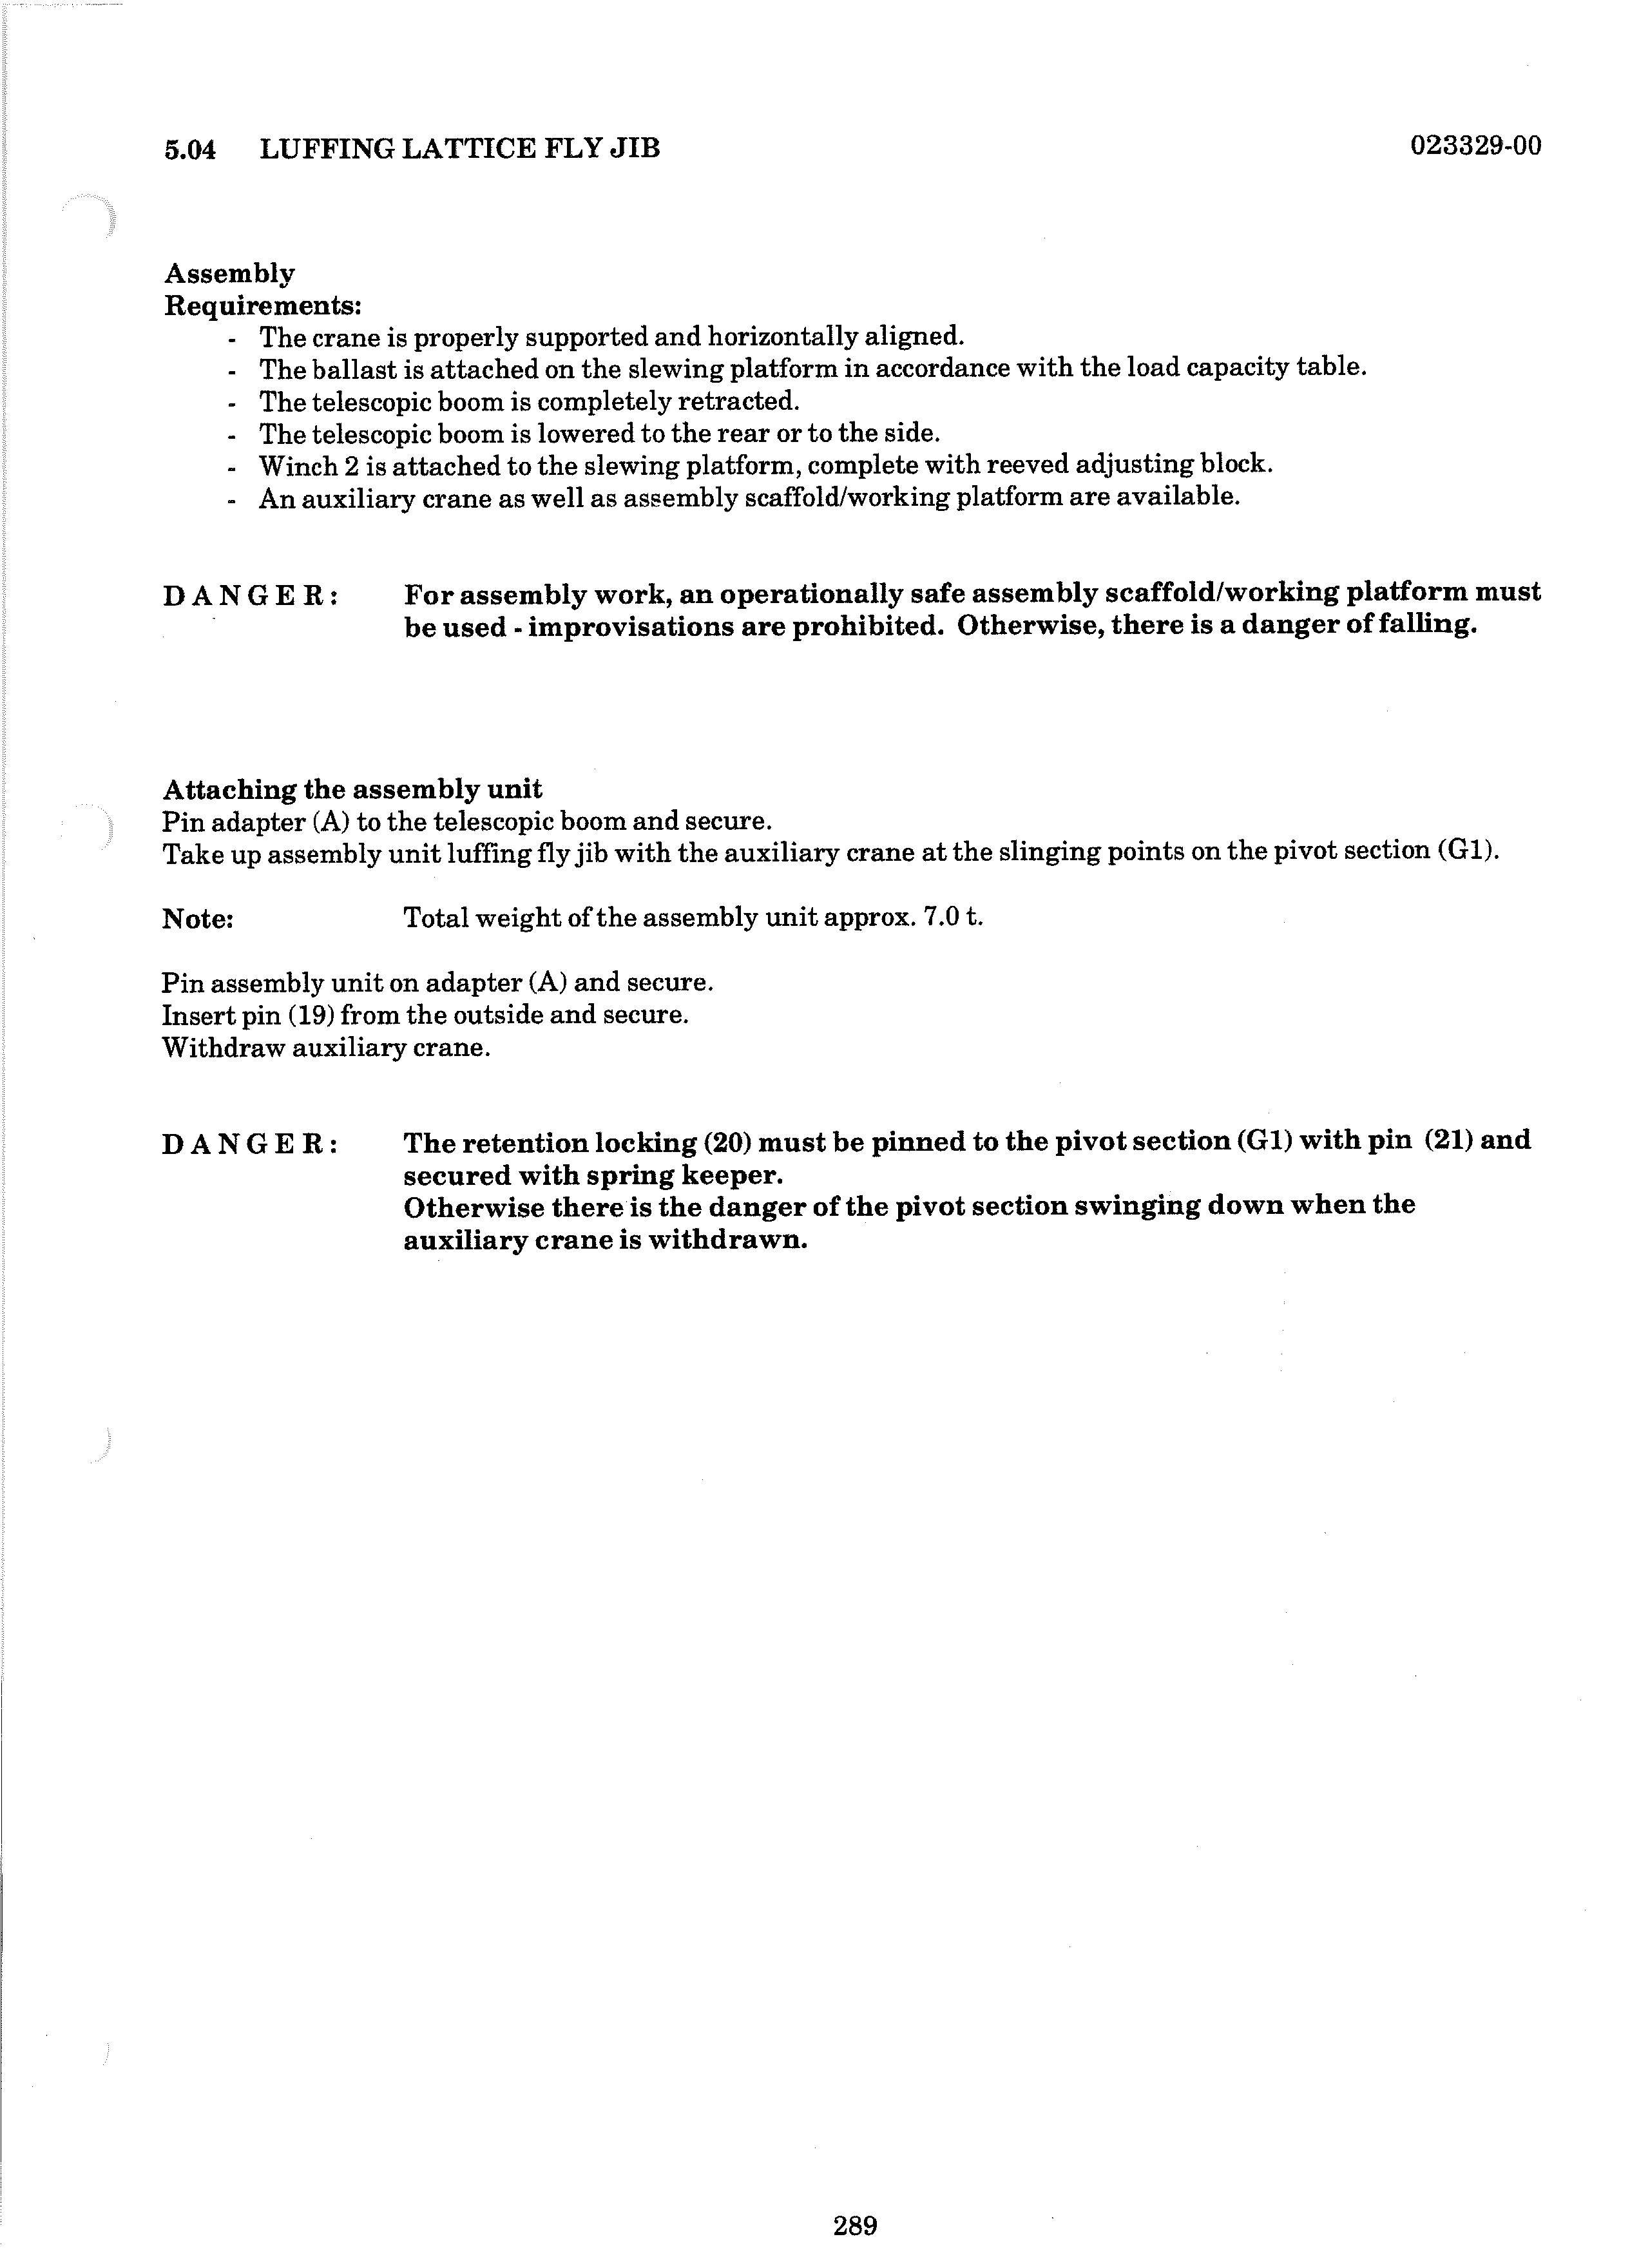 5.04 LUFFING LATTICE FLY JIB 023329-00
Assembly
Requirements:
- The crane is properly supported and horizontally aligned.
- The ballast is attached on the slewing platform in accordance with the load capacity table.
- The telescopic boom is completely retracted.
- The telescopic boom is lowered to the rear or to the side.
- Winch 2 is attached to the slewing platform, complete with reeved adjusting block.
- An auxiliary crane as well as assembly scaffold/working platform are available.
D A N G E R : For assembly work, an operationally safe assembly scaffold/working platform must
be used - improvisations are prohibited. Otherwise, there is a danger of falling.
Attaching the assembly unit
Pin adapter (A) to the telescopic boom and secure.
Take up assembly unit luffing fly jib with the auxiliary crane at the slinging points on the pivot section (G1).
Note: Total weight of the assembly unit approx. 7.0 t.
Pin assembly unit on adapter (A) and secure.
Insert pin (19) from the outside and secure.
Withdraw auxiliary crane.
D A N G E R : The retention locking (20) must be pinned to the pivot section (G1) with pin (21) and
secured with spring keeper.
Otherwise there is the danger of the pivot section swinging down when the
auxiliary crane is withdrawn.
289